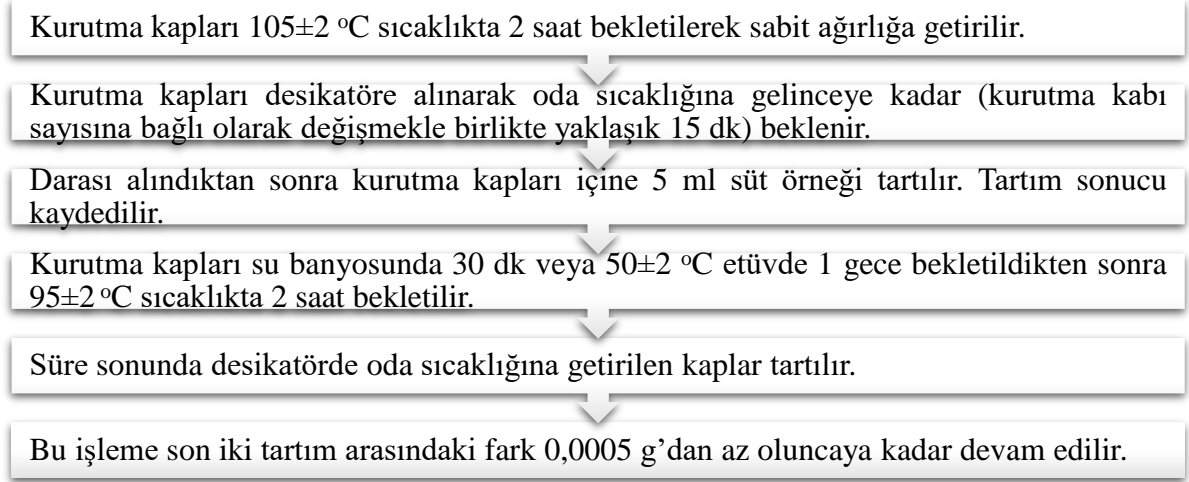 Kurutma kapları 105±2 ºC sıcaklıkta 2 saat bekletilerek sabit ağırlığa getirilir.
Kurutma kapları desikatöre alınarak oda sıcaklığına gelinceye kadar (kurutma kabı
sayısına bağlı olarak değişmekle birlikte yaklaşık 15 dk) beklenir.
Darası alındıktan sonra kurutma kapları içine 5 ml süt örneği tartılır. Tartım sonucu
kaydedilir.
Kurutma kapları su banyosunda 30 dk veya 50±2 ºC etüvde 1 gece bekletildikten sonra
95±2 ºC sıcaklıkta 2 saat bekletilir.
Süre sonunda desikatörde oda sıcaklığına getirilen kaplar tartılır.
Bu işleme son iki tartım arasındaki fark 0,0005 g’dan az oluncaya kadar devam edilir.